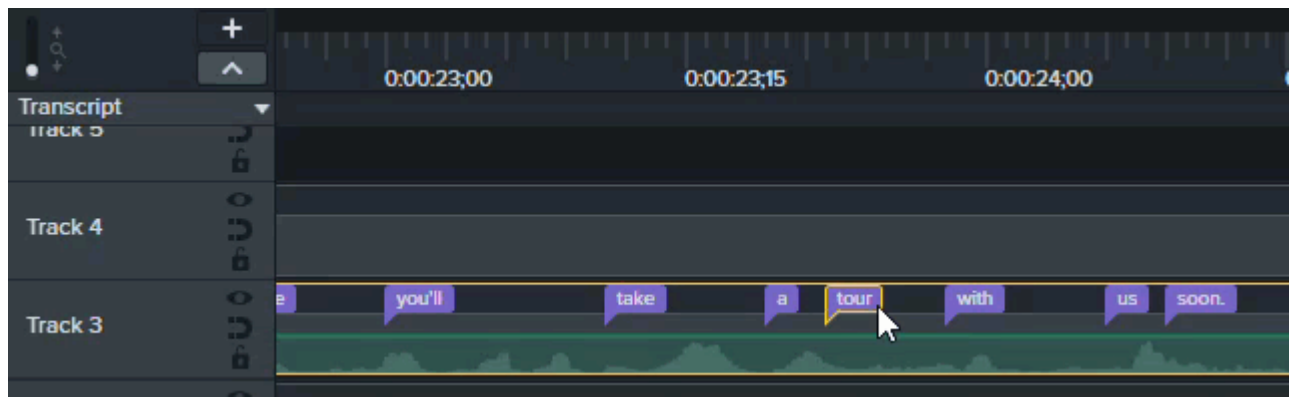 0:00:23;00 0:00:23;15 0:00:24;00
Transcript
Track 5
Track 4
e you'll take a tour with us soon.
Track 3